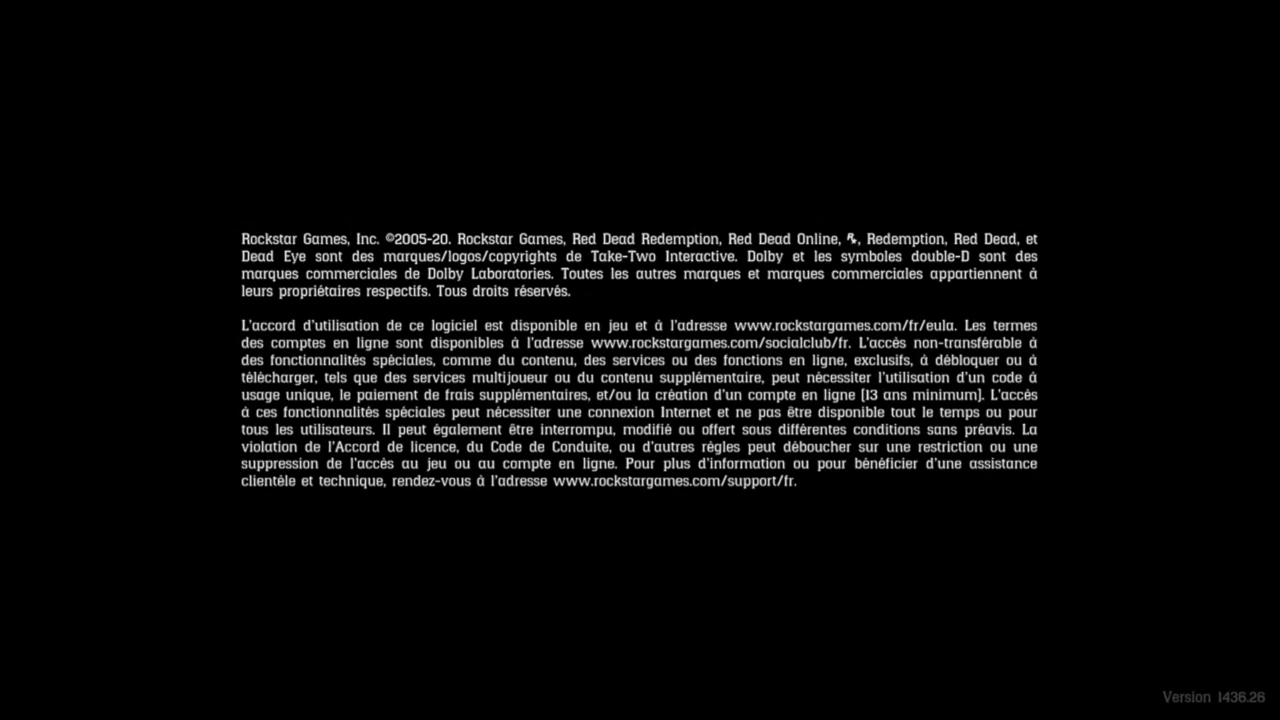 Rockstar Games, Inc. ©2005-20. Rockstar Games, Red Dead Redemption, Red Dead Online, R*, Redemption, Red Dead, et
Dead Eye sont des marques/logos/copyrights de Take-Two Interactive. Dolby et les symboles double-D sont des
marques commerciales de Dolby Laboratories. Toutes les autres marques et marques commerciales appartiennent à
leurs propriétaires respectifs. Tous droits réservés.
L'accord d'utilisation de ce logiciel est disponible en jeu et à l'adresse www.rockstargames.com/fr/eula. Les termes
des comptes en ligne sont disponibles à l'adresse www.rockstargames.com/socialclub/fr. L'accès non-transférable à
des fonctionnalités spéciales, comme du contenu, des services ou des fonctions en ligne, exclusifs, à débloquer ou à
télécharger, tels que des services multijoueur ou du contenu supplémentaire, peut nécessiter l'utilisation d'un code à
usage unique, le paiement de frais supplémentaires, et/ou la création d'un compte en ligne (13 ans minimum). L'accès
à ces fonctionnalités spéciales peut nécessiter une connexion Internet et ne pas être disponible tout le temps ou pour
tous les utilisateurs. Il peut également être interrompu, modifié ou offert sous différentes conditions sans préavis. La
violation de l'Accord de licence, du Code de Conduite, ou d'autres règles peut déboucher sur une restriction ou une
suppression de l'accès au jeu ou au compte en ligne. Pour plus d'information ou pour bénéficier d'une assistance
clientèle et technique, rendez-vous à l'adresse www.rockstargames.com/support/fr.
Version 1436.26